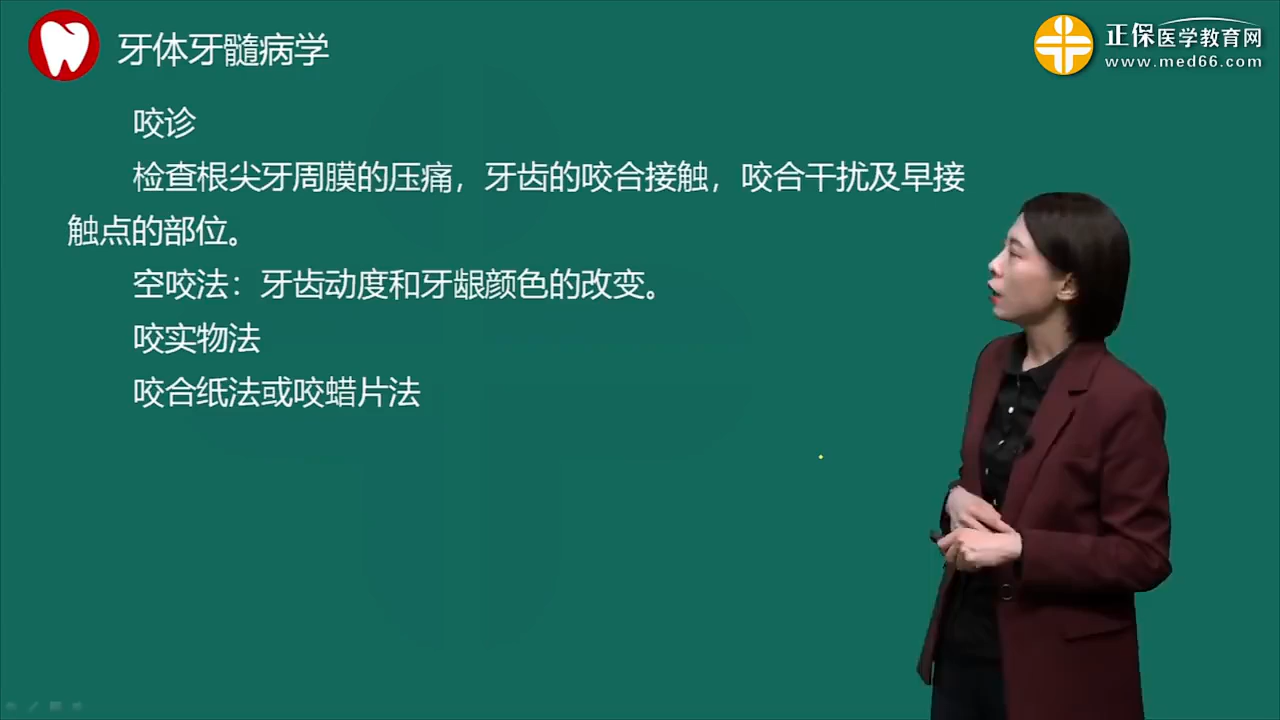 牙体牙髓病学
正保医学教育网
www.med66.com
咬诊
检查根尖牙周膜的压痛，牙齿的咬合接触，咬合干扰及早接
触点的部位。
空咬法：牙齿动度和牙龈颜色的改变。
咬实物法
咬合纸法或咬蜡片法